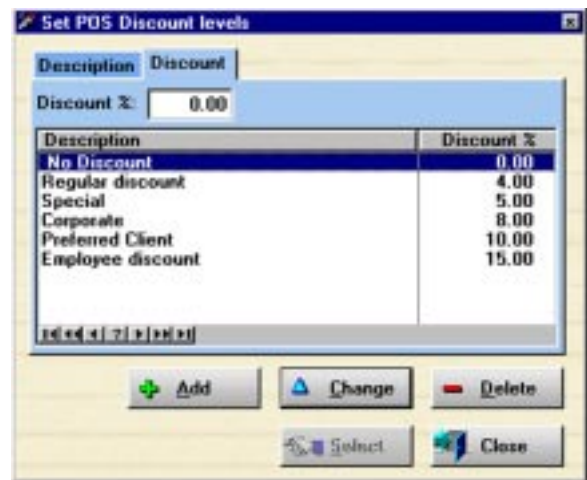 Set POS Discount levels
Description Discount
Discount %: 0.00
Description Discount %
No Discount 0.00
Regular discount 4.00
Special 5.00
Corporate 8.00
Preferred Client 10.00
Employee discount 15.00
?
Add Change Delete
Select Close